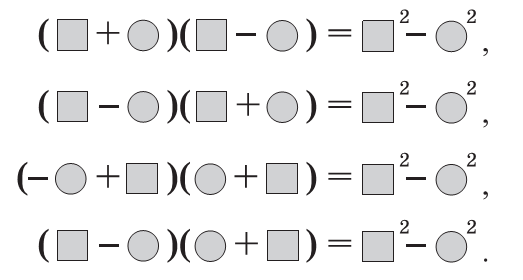 (□ + ○)(□ − ○) = □² − ○²,
(□ − ○)(□ + ○) = □² − ○²,
(− ○ + □)(○ + □) = □² − ○²,
(□ − ○)(○ + □) = □² − ○².